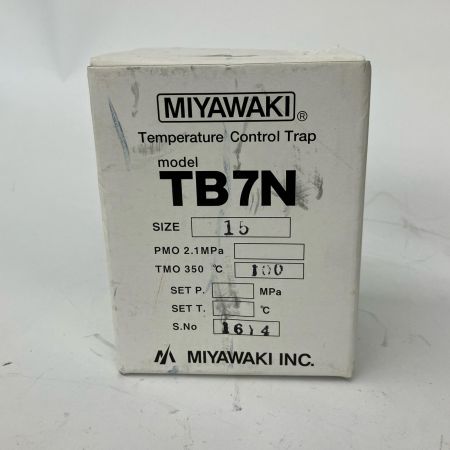 MIYAWAKI®
Temperature Control Trap
model
TB7N
SIZE 15
PMO 2.1MPa
TMO 350 °C 100
SET P. MPa
SET T. °C
S.No 1614
MIYAWAKI INC.